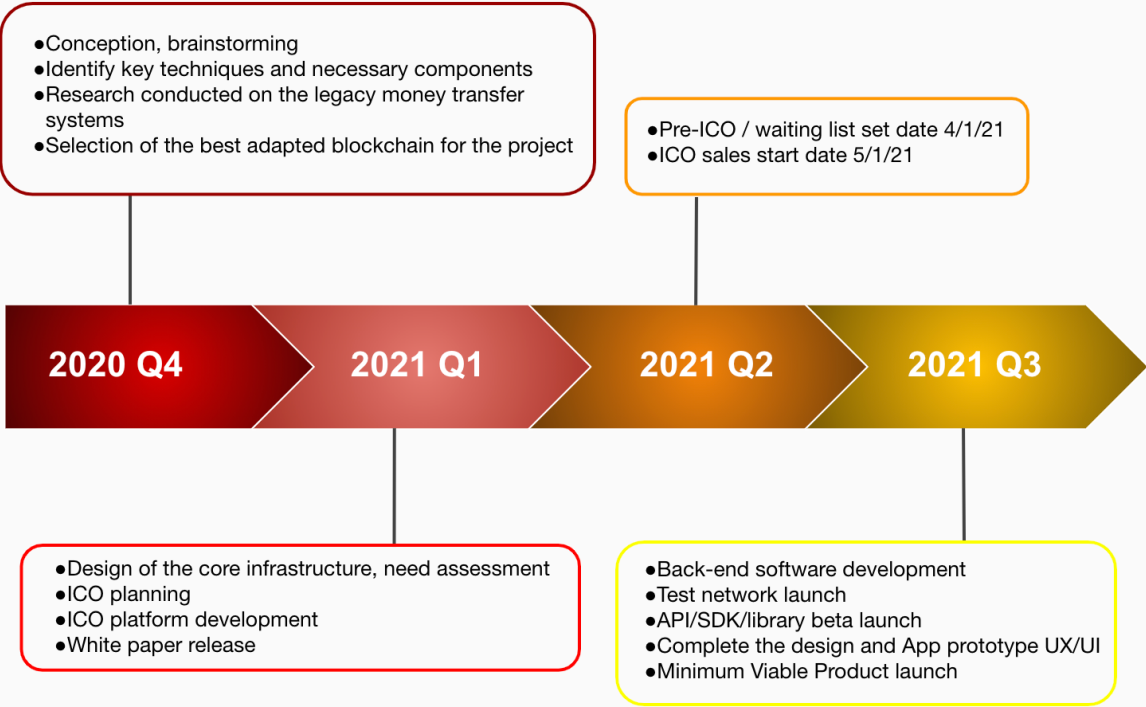 ●Conception, brainstorming
●Identify key techniques and necessary components
●Research conducted on the legacy money transfer
systems
●Selection of the best adapted blockchain for the project
●Pre-ICO / waiting list set date 4/1/21
●ICO sales start date 5/1/21
2020 Q4
2021 Q1
2021 Q2
2021 Q3
●Design of the core infrastructure, need assessment
●ICO planning
●ICO platform development
●White paper release
●Back-end software development
●Test network launch
●API/SDK/library beta launch
●Complete the design and App prototype UX/UI
●Minimum Viable Product launch